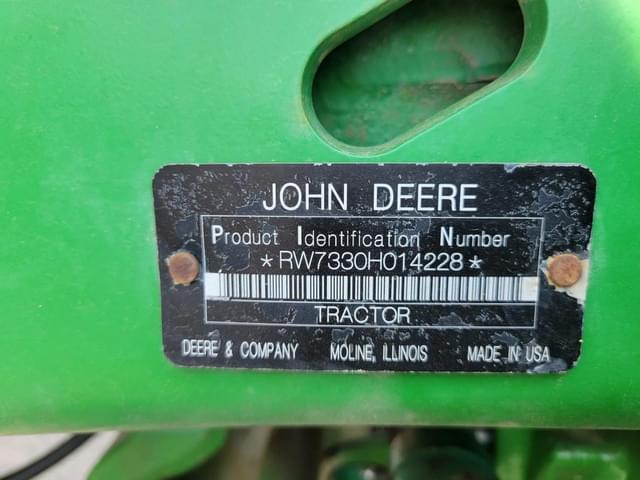 JOHN DEERE
Product Identification Number
*RW7330H014228*
TRACTOR
DEERE & COMPANY MOLINE, ILLINOIS MADE IN USA